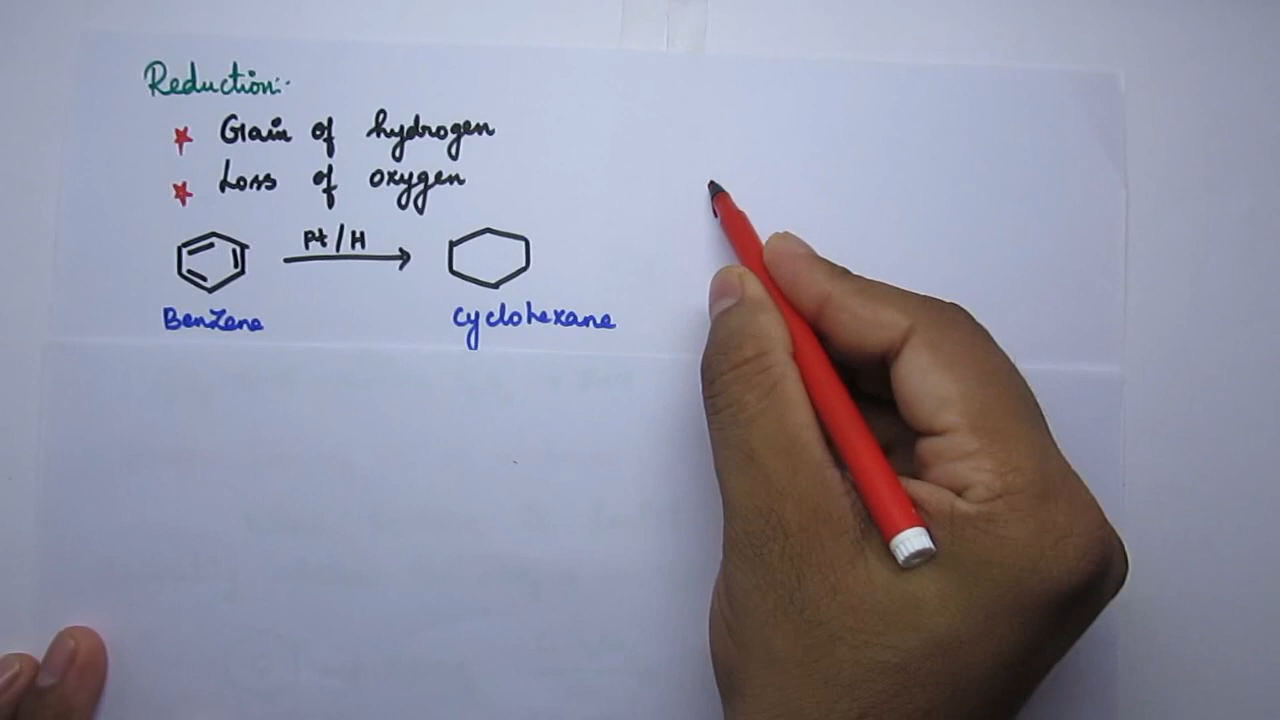 Reduction:-
Gain of hydrogen
Loss of oxygen
Pt/H
Benzene
cyclohexane